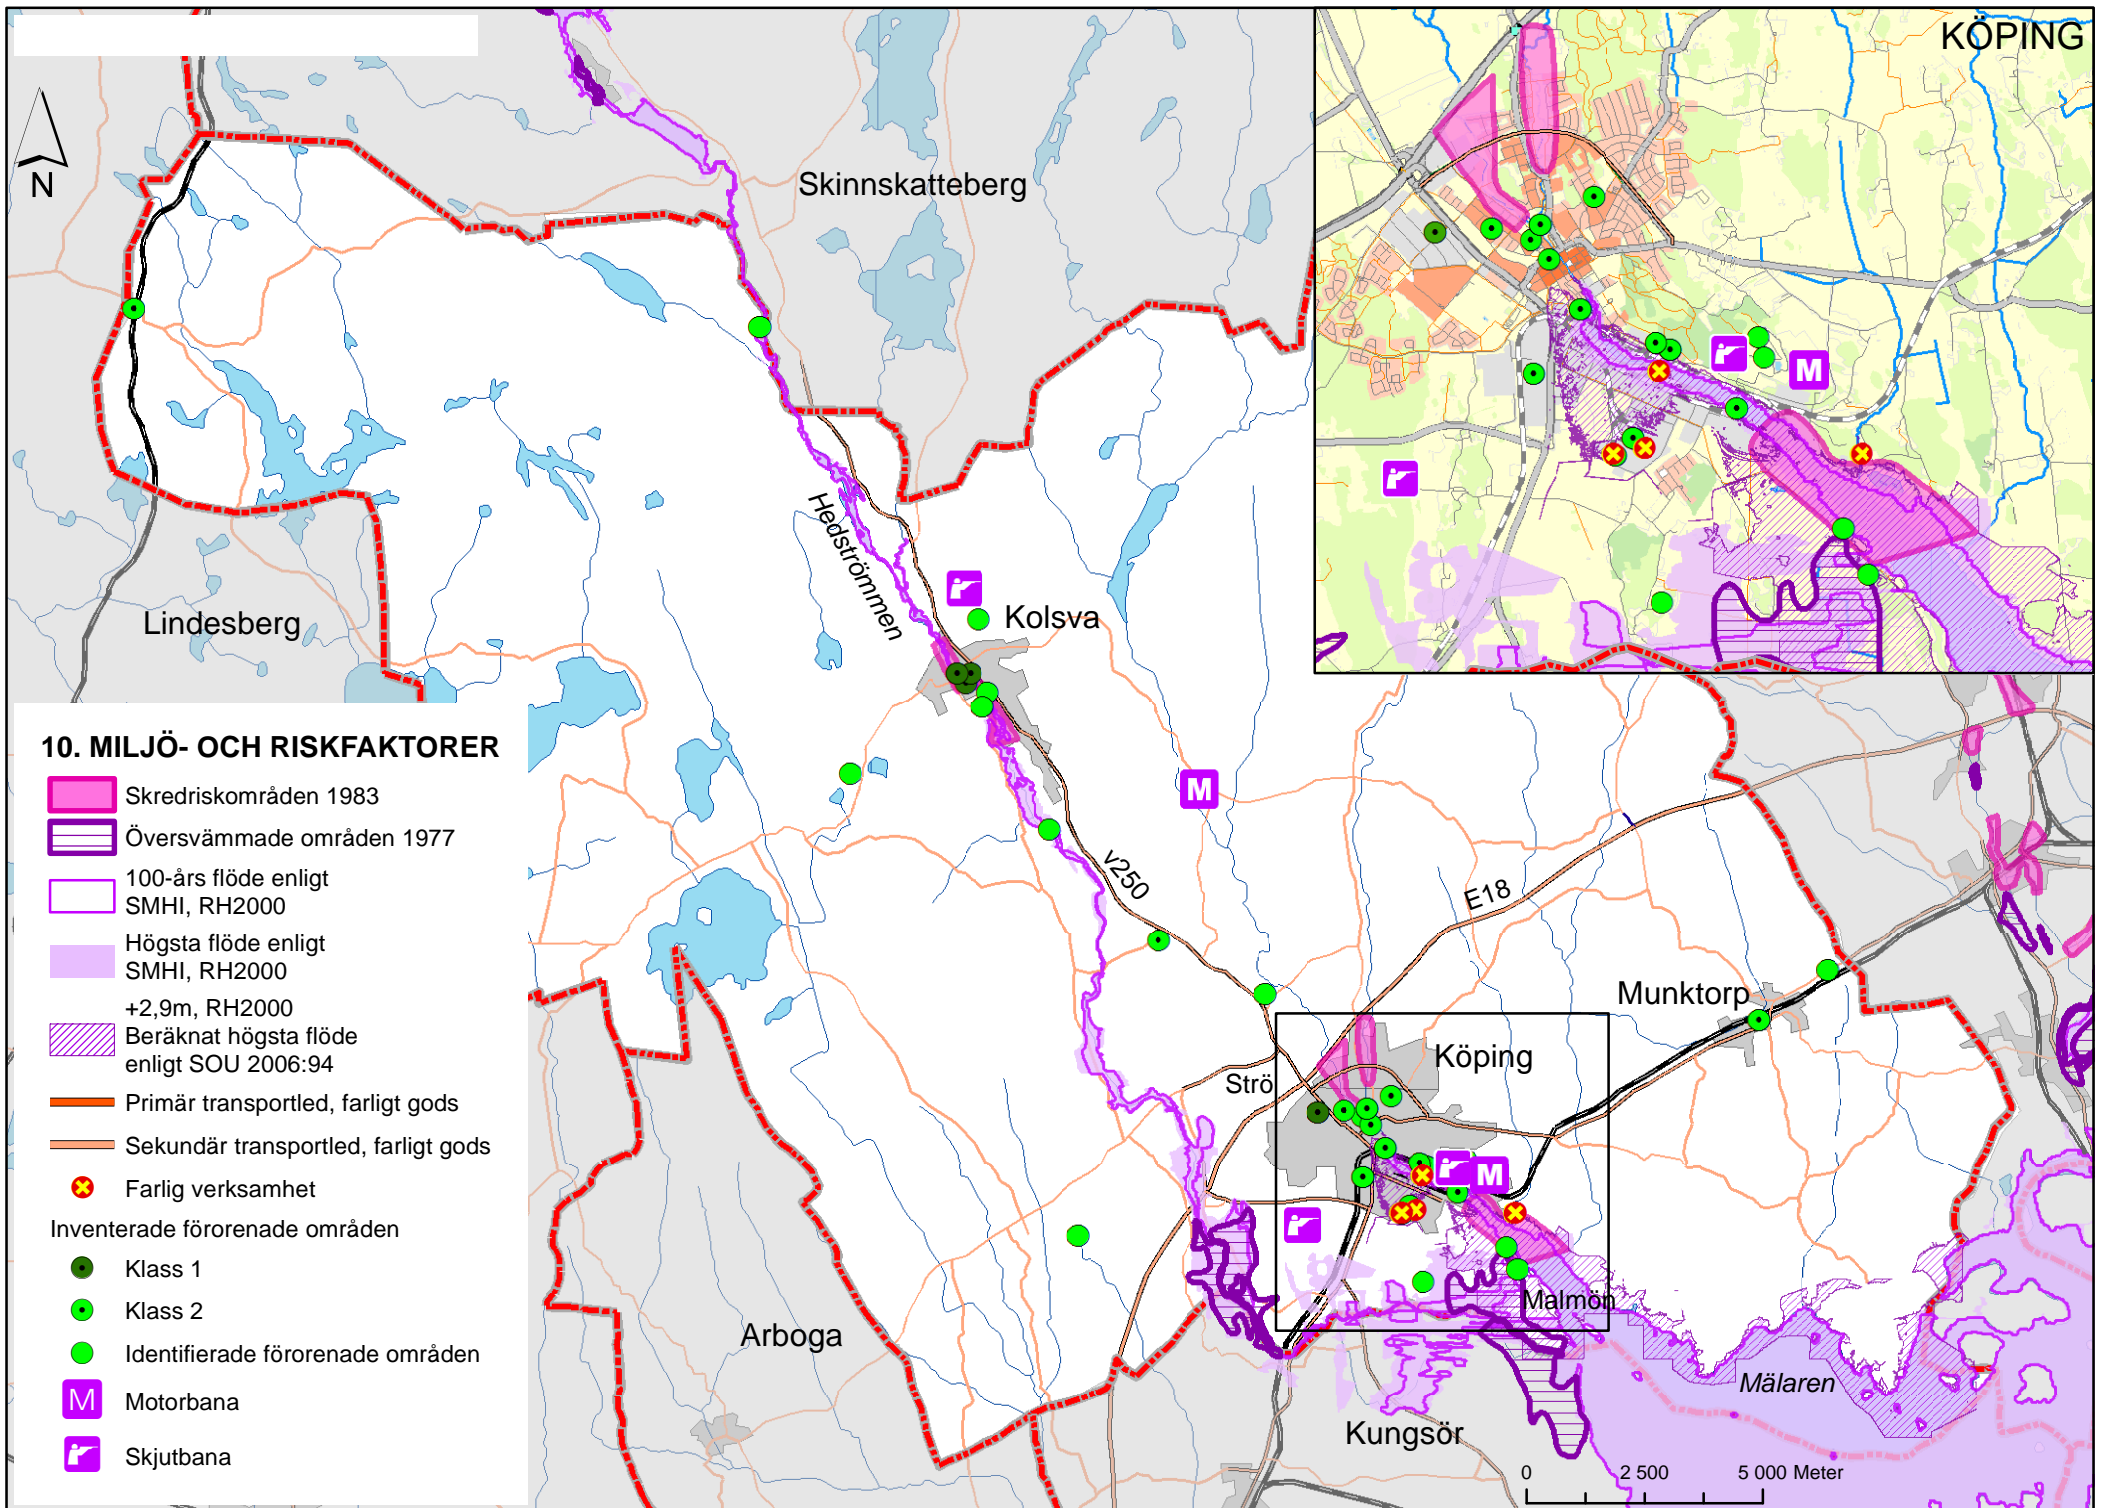 KÖPING
N
Skinnskatteberg
Hedströmmen
Kolsva
Lindesberg
M
M
v250
E18
Munktorp
Köping
Strö
M
Malmön
Arboga
Mälaren
Kungsör
0 2 500 5 000 Meter
10. MILJÖ- OCH RISKFAKTORER
Skredriskområden 1983
Översvämmade områden 1977
100-års flöde enligt
SMHI, RH2000
Högsta flöde enligt
SMHI, RH2000
+2,9m, RH2000
Beräknat högsta flöde
enligt SOU 2006:94
Primär transportled, farligt gods
Sekundär transportled, farligt gods
Farlig verksamhet
Inventerade förorenade områden
Klass 1
Klass 2
Identifierade förorenade områden
M Motorbana
Skjutbana